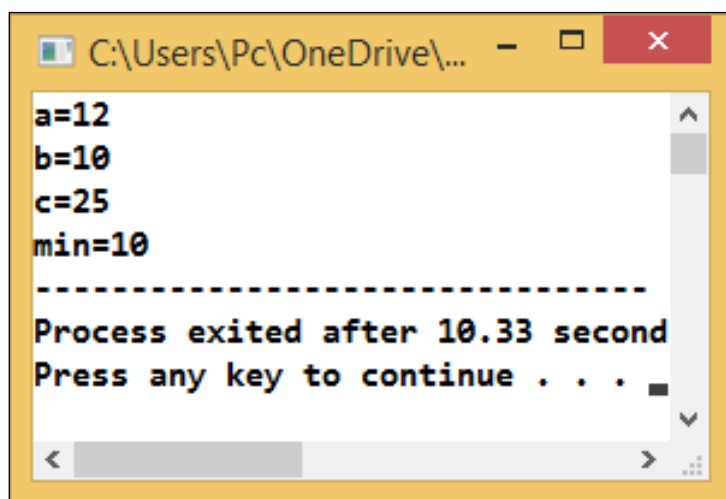 C:\Users\Pc\OneDrive\...
a=12
b=10
c=25
min=10
--------------------------------
Process exited after 10.33 second
Press any key to continue . . .